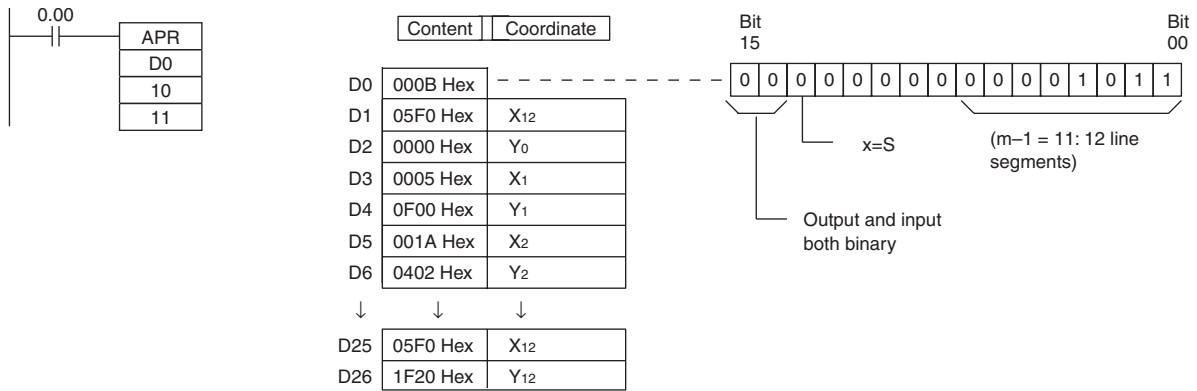 0.00
APR
D0
10
11
Content Coordinate
D0 000B Hex
D1 05F0 Hex X12
D2 0000 Hex Y0
D3 0005 Hex X1
D4 0F00 Hex Y1
D5 001A Hex X2
D6 0402 Hex Y2
↓ ↓ ↓
D25 05F0 Hex X12
D26 1F20 Hex Y12
Bit 15
Bit 00
0 0 0 0 0 0 0 0 0 0 0 0 1 0 1 1
x=S
(m–1 = 11: 12 line
segments)
Output and input
both binary